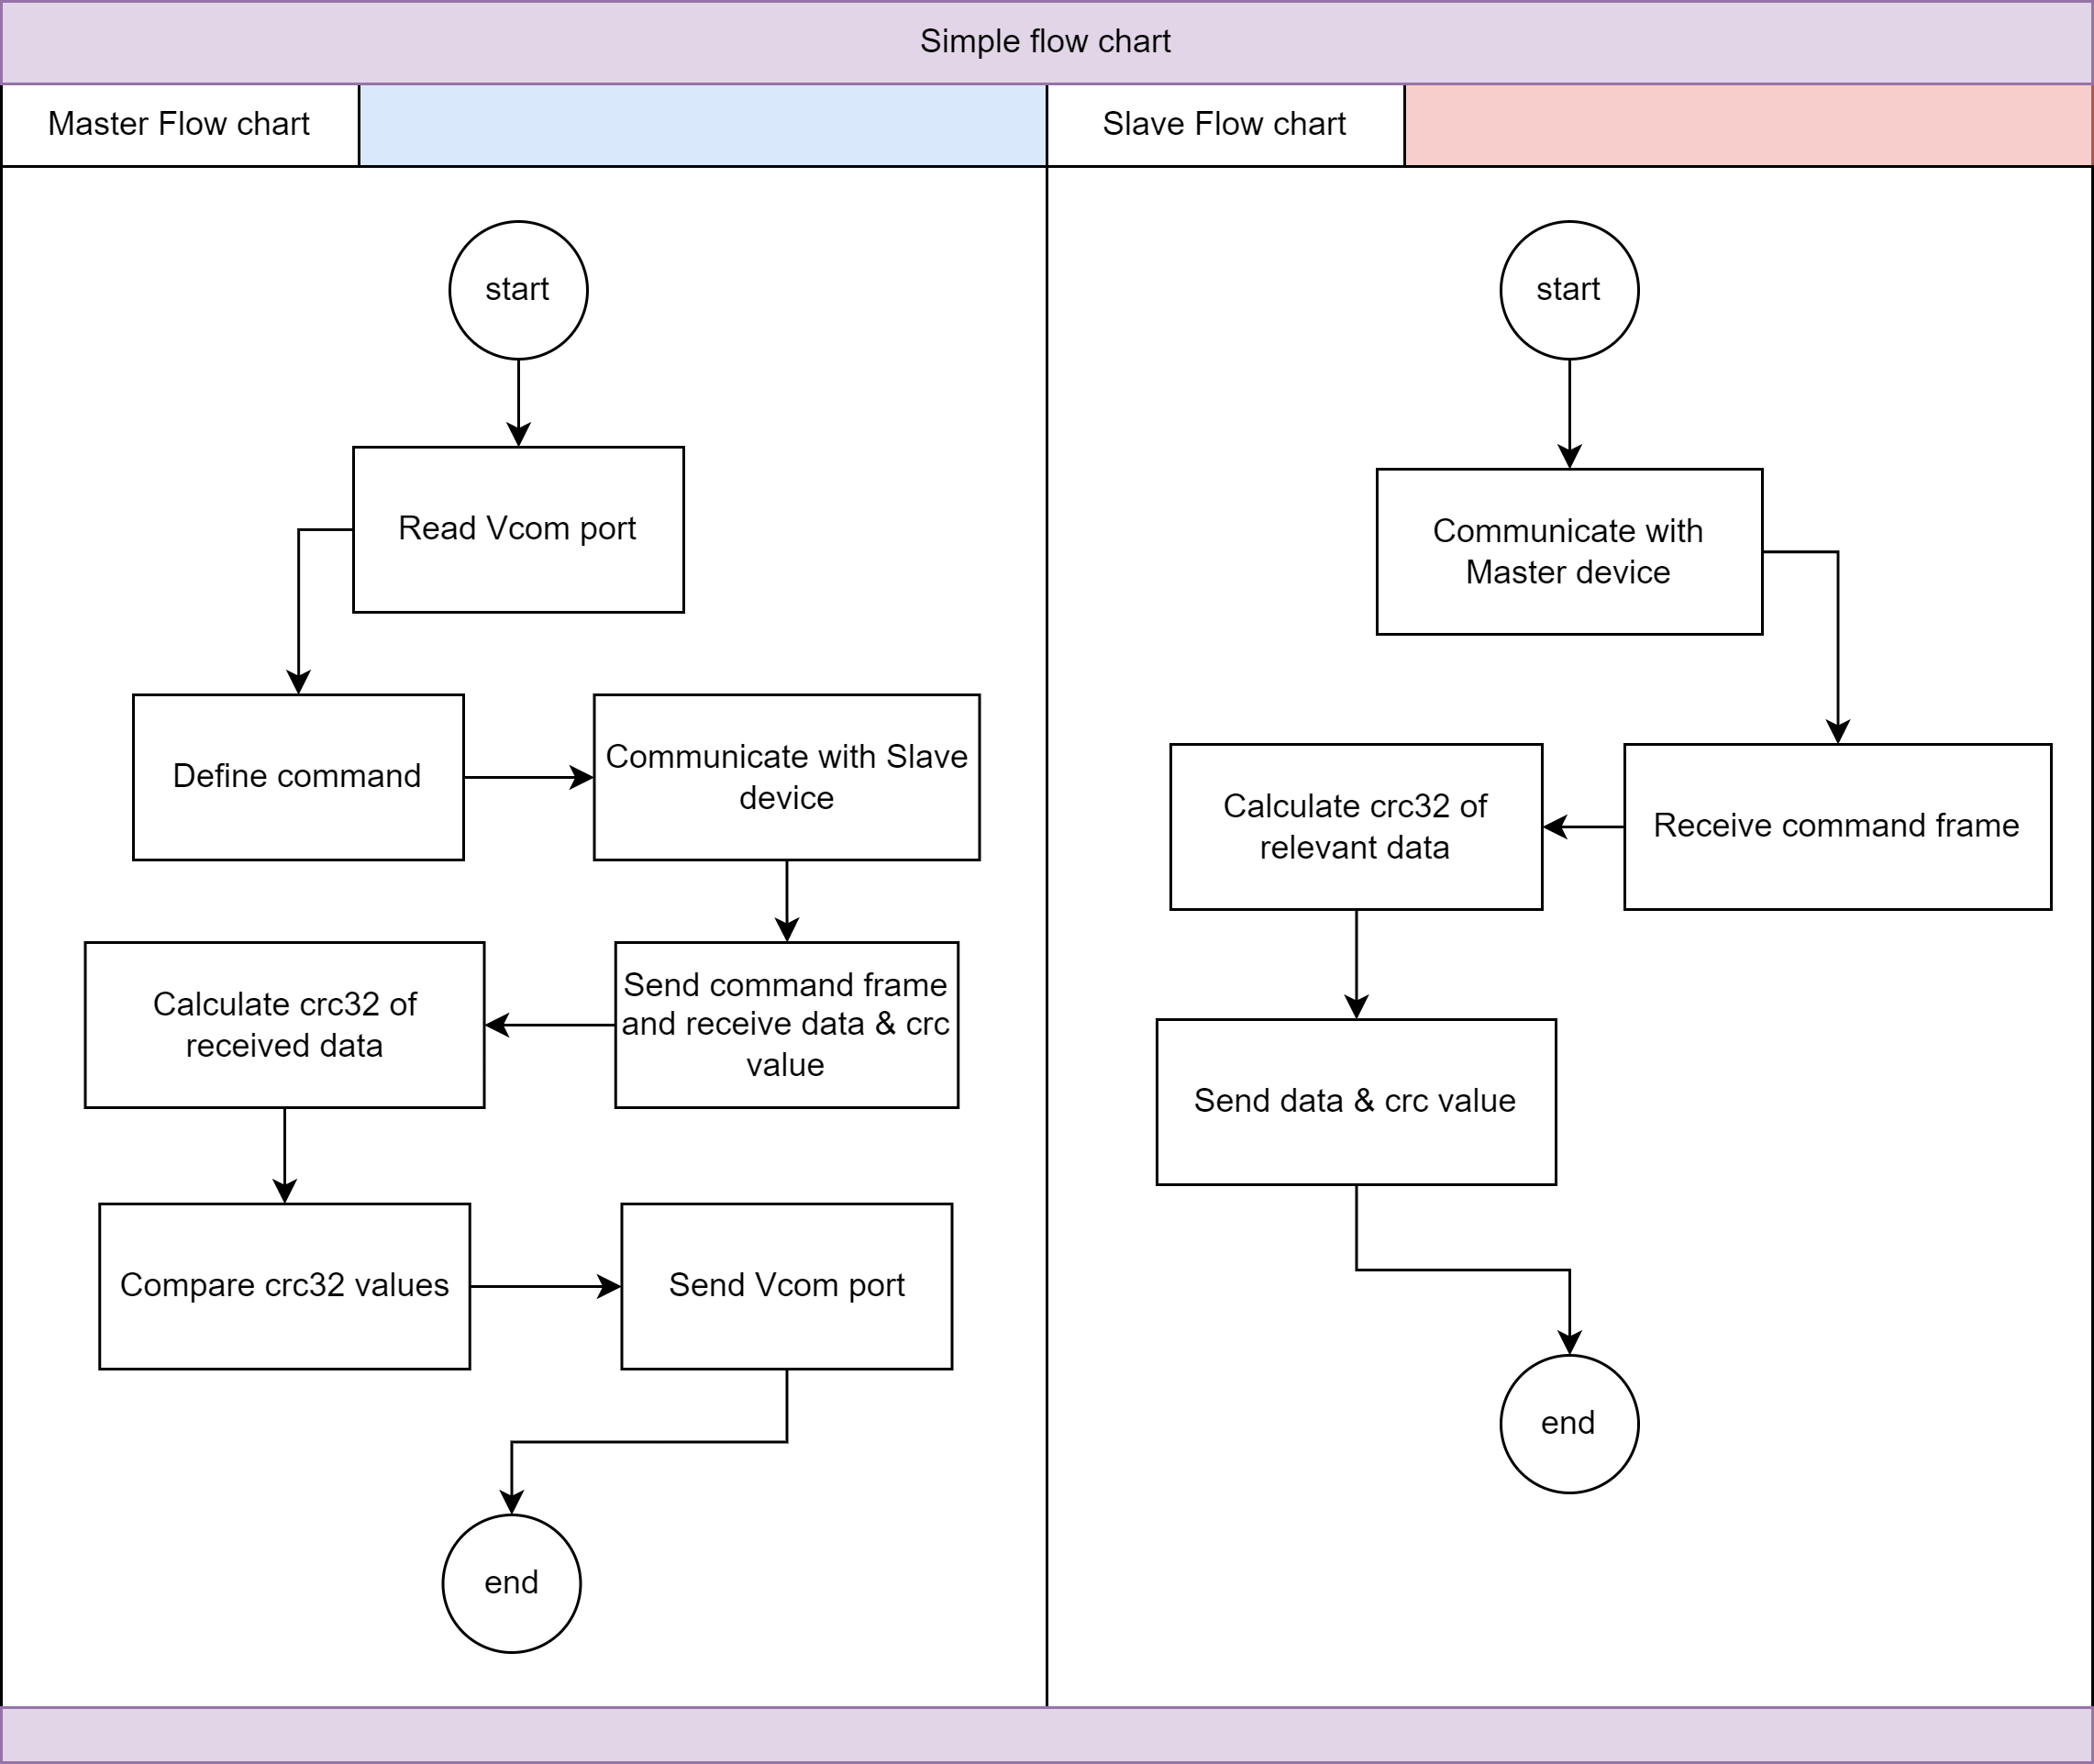 Simple flow chart
Master Flow chart
Slave Flow chart
start
Read Vcom port
Define command
Communicate with Slave
device
Send command frame
and receive data & crc
value
Calculate crc32 of
received data
Compare crc32 values
Send Vcom port
end
start
Communicate with
Master device
Receive command frame
Calculate crc32 of
relevant data
Send data & crc value
end